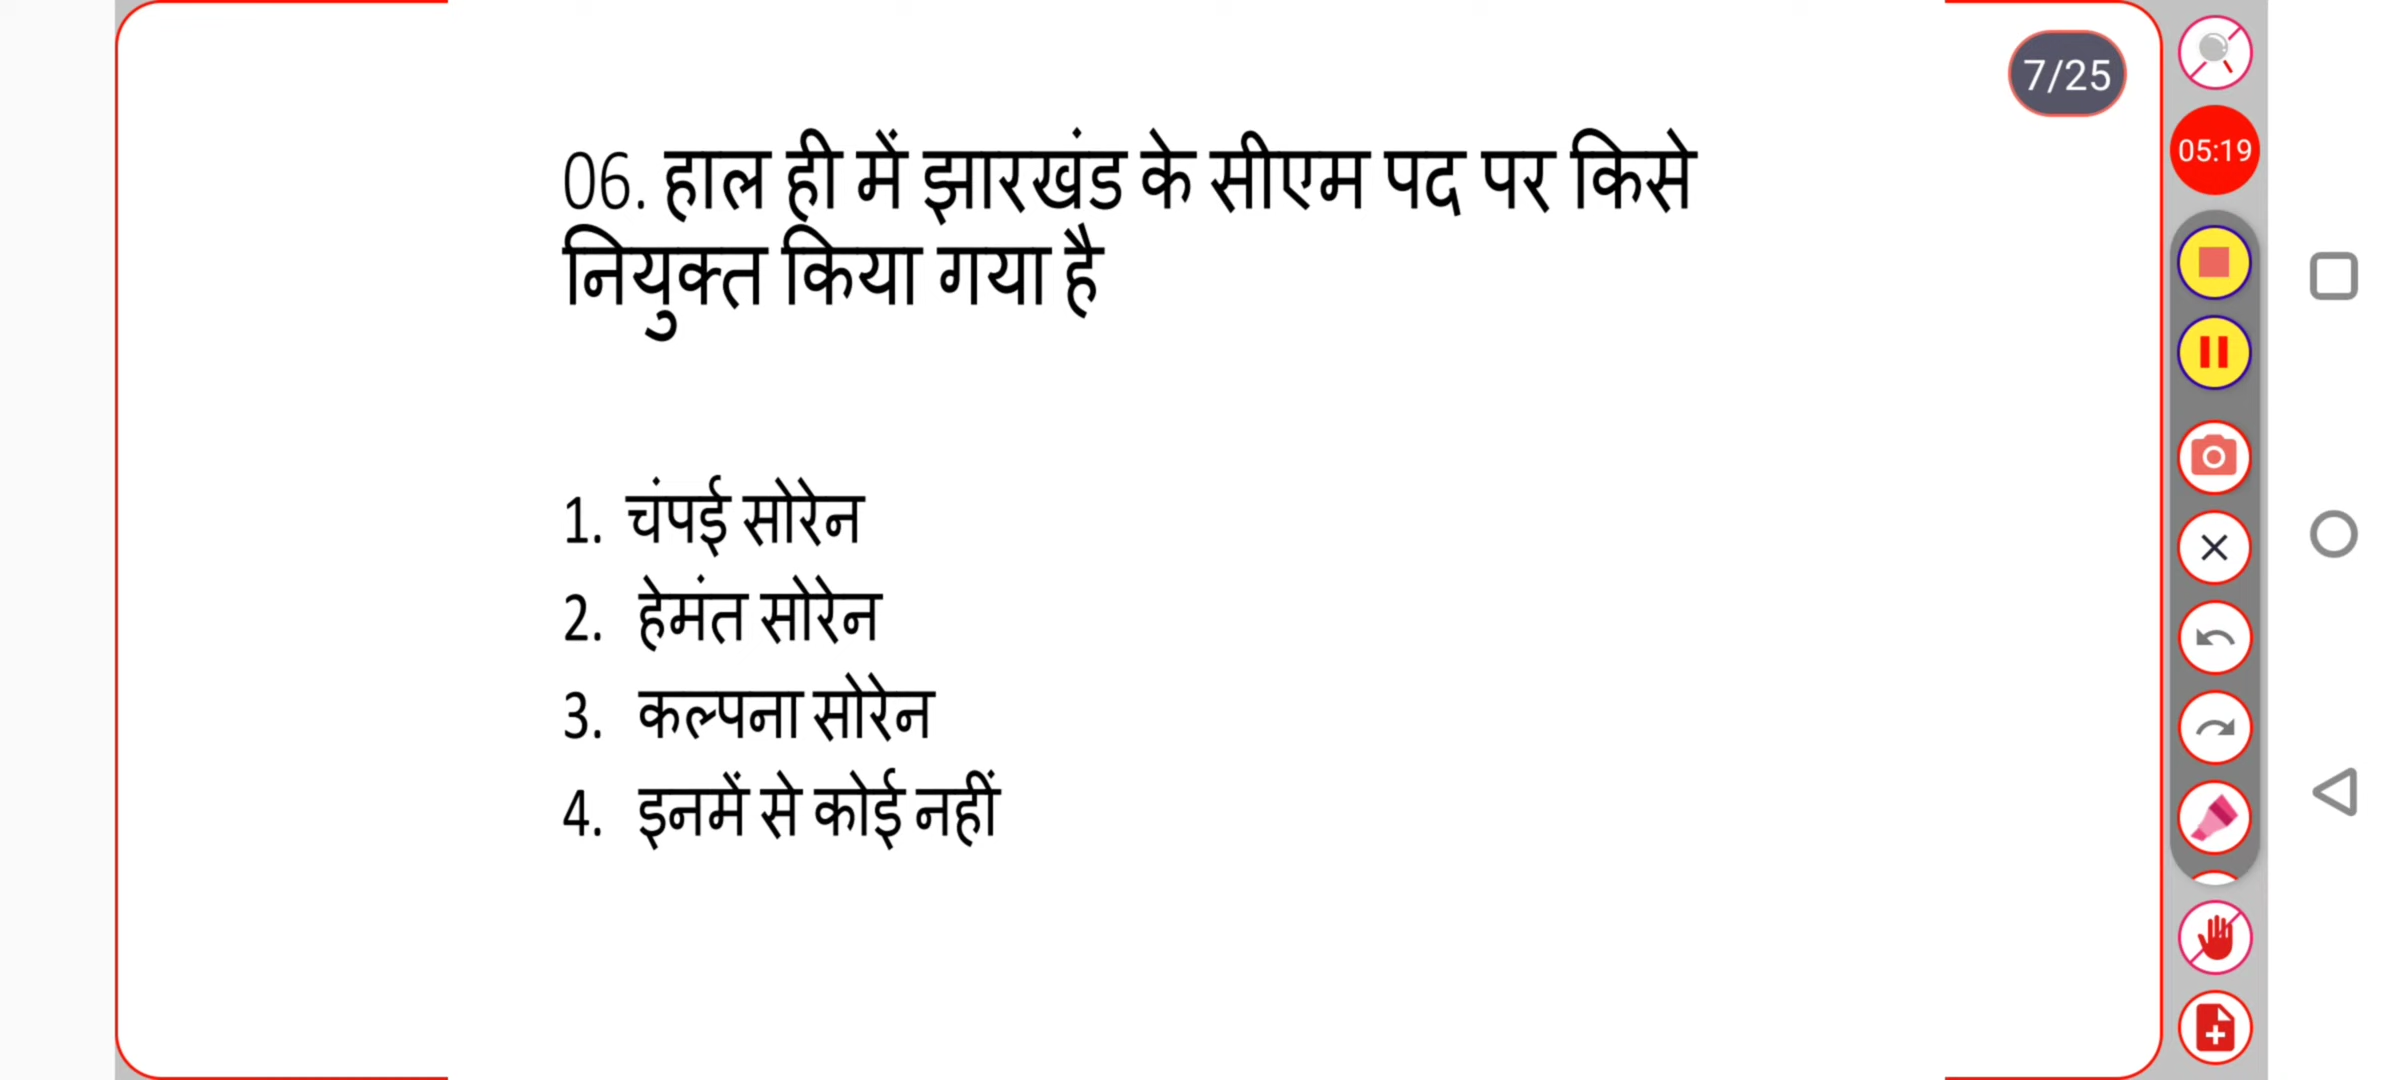 7/25
05:19
06. हाल ही में झारखंड के सीएम पद पर किसे
नियुक्त किया गया है
1. चंपई सोरेन
2. हेमंत सोरेन
3. कल्पना सोरेन
4. इनमें से कोई नहीं